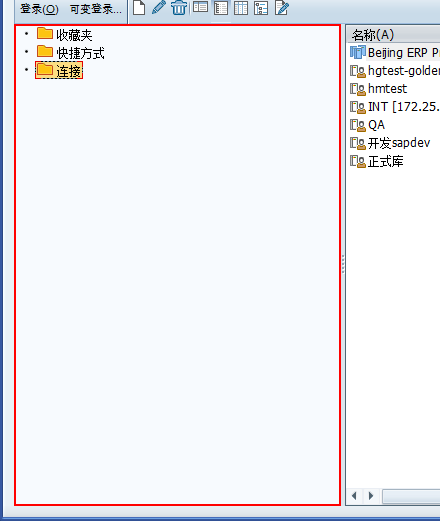 登录(O) 可变登录...
收藏夹
快捷方式
连接
名称(A)
Beijing ERP P
hgtest-golde
hmtest
INT [172.25.
QA
开发sapdev
正式库